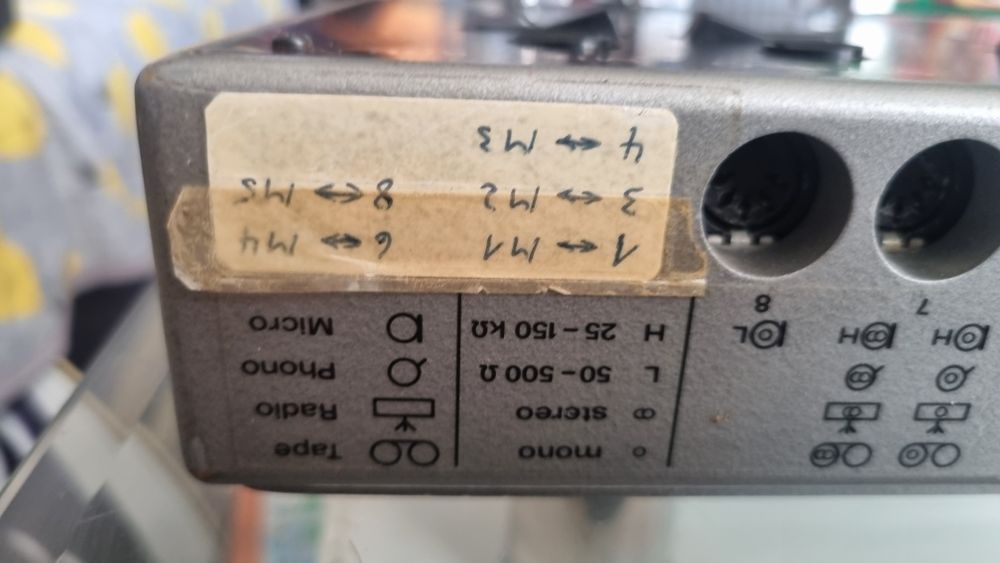 o mono Tape
stereo Radio
L 50–500 Ω Phono
H H L H 25–150 kΩ Micro
7 8
1 ↔ M1 6 ↔ M4
3 ↔ M2 8 ↔ M5
4 ↔ M3